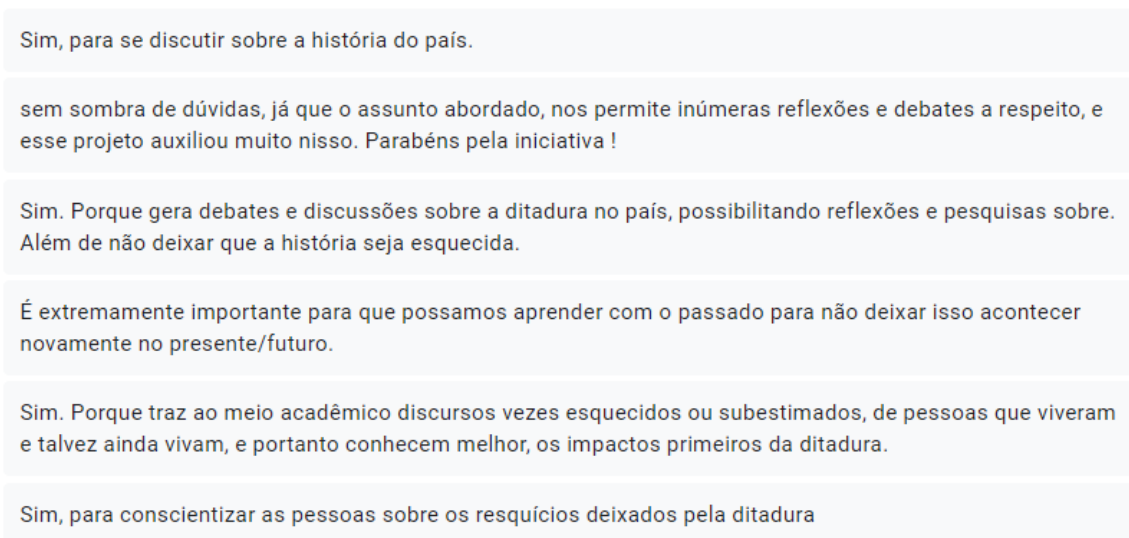 Sim, para se discutir sobre a história do país.
sem sombra de dúvidas, já que o assunto abordado, nos permite inúmeras reflexões e debates a respeito, e
esse projeto auxiliou muito nisso. Parabéns pela iniciativa !
Sim. Porque gera debates e discussões sobre a ditadura no país, possibilitando reflexões e pesquisas sobre.
Além de não deixar que a história seja esquecida.
É extremamente importante para que possamos aprender com o passado para não deixar isso acontecer
novamente no presente/futuro.
Sim. Porque traz ao meio acadêmico discursos vezes esquecidos ou subestimados, de pessoas que viveram
e talvez ainda vivam, e portanto conhecem melhor, os impactos primeiros da ditadura.
Sim, para conscientizar as pessoas sobre os resquícios deixados pela ditadura